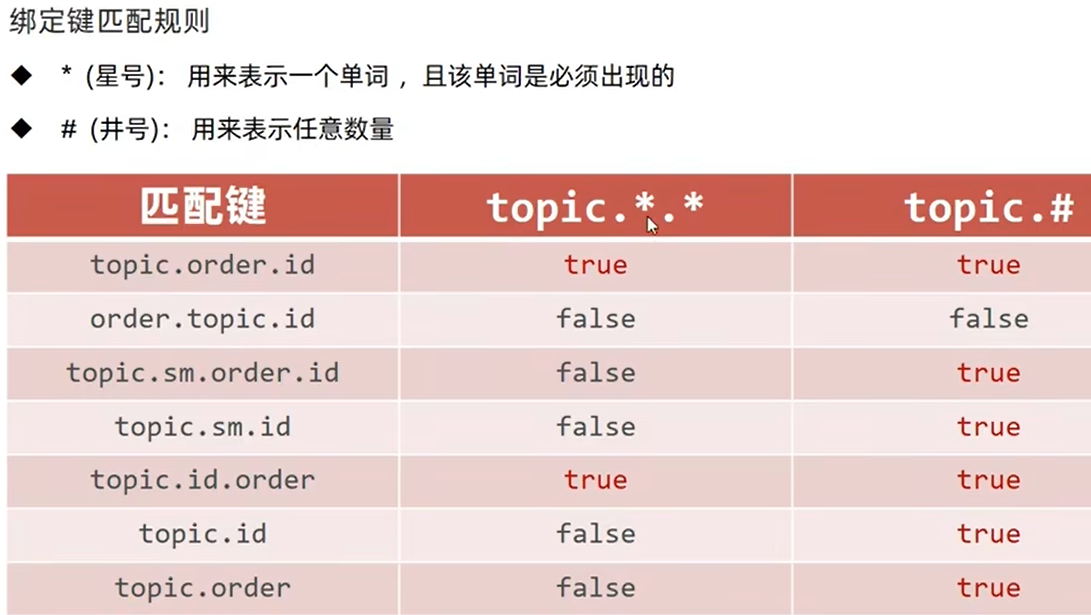 绑定键匹配规则
◆ * (星号)： 用来表示一个单词 ，且该单词是必须出现的
◆ # (井号)： 用来表示任意数量
匹配键 topic.*.* topic.#
topic.order.id true true
order.topic.id false false
topic.sm.order.id false true
topic.sm.id false true
topic.id.order true true
topic.id false true
topic.order false true